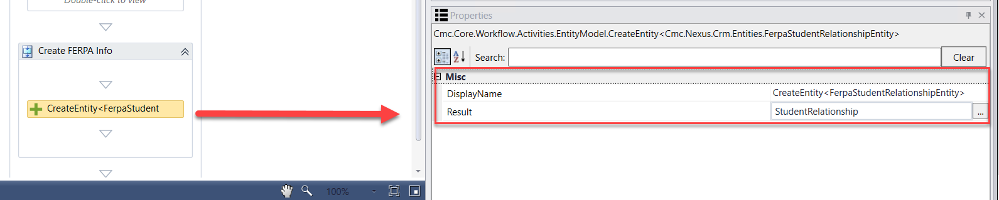 Double-click to view
Create FERPA Info
CreateEntity<FerpaStudent
100%
Properties
Cmc.Core.Workflow.Activities.EntityModel.CreateEntity<Cmc.Nexus.Crm.Entities.FerpaStudentRelationshipEntity>
A
Z
Search:
Clear
Misc
DisplayName
CreateEntity<FerpaStudentRelationshipEntity>
Result
StudentRelationship
...